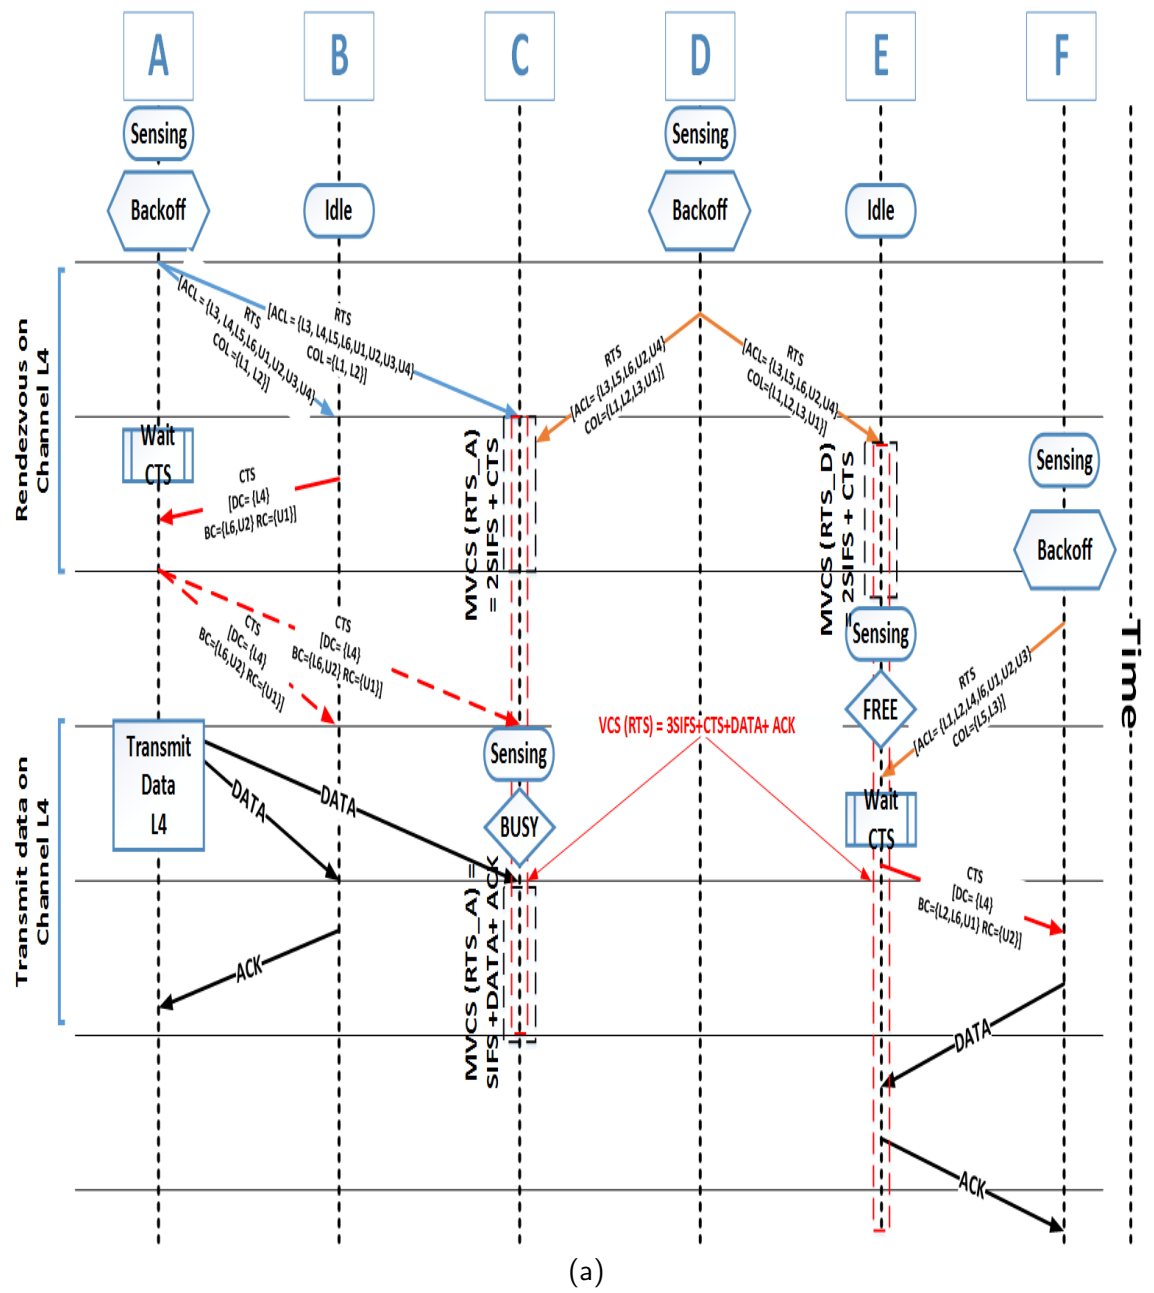 A B C D E F
Sensing Sensing
Backoff Idle Backoff Idle
Rendezvous on
Channel L4
RTS
[ACL = {L3, L4,L5,L6,U1,U2,U3,U4}
COL ={L1, L2}]
RTS
[ACL = {L3, L4,L5,L6,U1,U2,U3,U4}
COL ={L1, L2}]
RTS
[ACL= {L3,L5,L6,U2,U4}
COL={L1,L2,L3,U1}]
RTS
[ACL= {L3,L5,L6,U2,U4}
COL={L1,L2,L3,U1}]
Wait
CTS
CTS
[DC= {L4}
BC={L6,U2} RC={U1}]
MVCS (RTS_A)
= 2SIFS + CTS
MVCS (RTS_D)
= 2SIFS + CTS
Sensing
Backoff
CTS
[DC= {L4}
BC={L6,U2} RC={U1}]
CTS
[DC= {L4}
BC={L6,U2} RC={U1}]
Sensing
FREE
RTS
[ACL= {L1,L2,L4,l6,U1,U2,U3}
COL={L5,L3}]
Time
Transmit data on
Channel L4
Transmit
Data
L4
DATA
DATA
Sensing
BUSY
VCS (RTS) = 3SIFS+CTS+DATA+ ACK
Wait
CTS
CTS
[DC= {L4}
BC={L2,L6,U1} RC={U2}]
MVCS (RTS_A) =
SIFS +DATA+ ACK
ACK
DATA
ACK
(a)